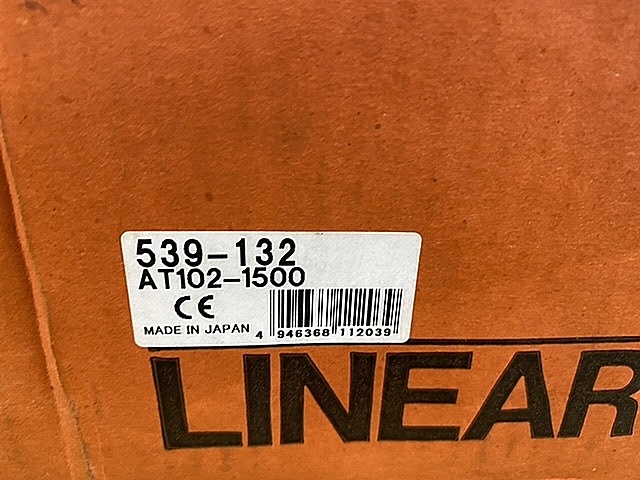 539-132
AT102-1500
CE
MADE IN JAPAN
4 946368 112039
LINEAR